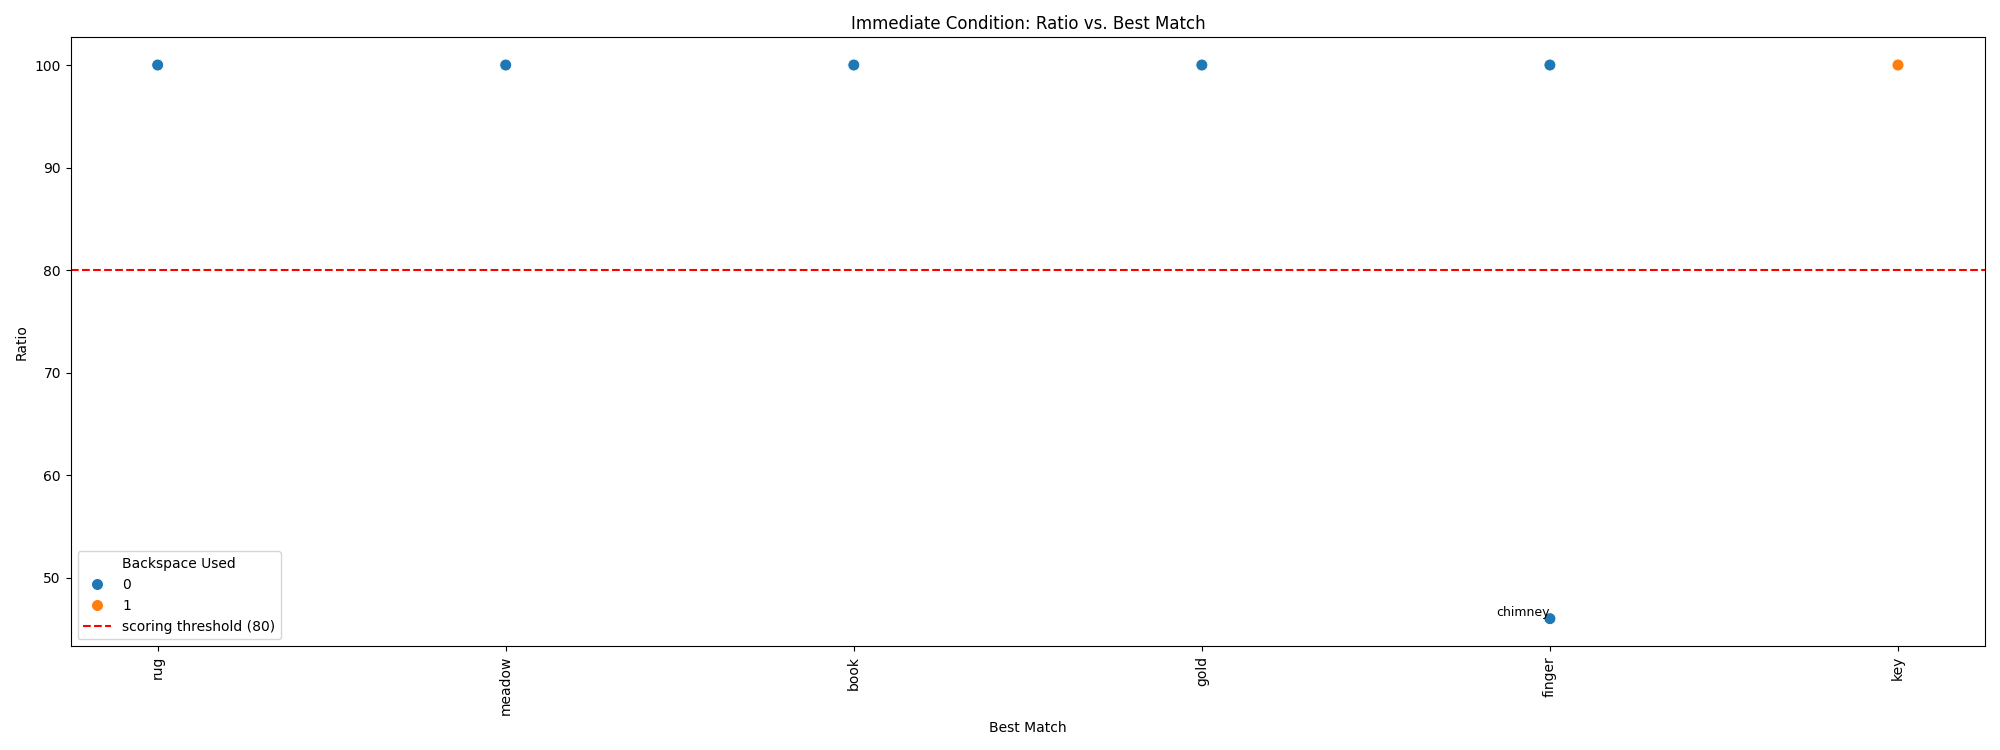 Immediate Condition: Ratio vs. Best Match
100
90
80
70
60
50
Ratio
chimney
Backspace Used
0
1
scoring threshold (80)
rug
meadow
book
gold
finger
key
Best Match